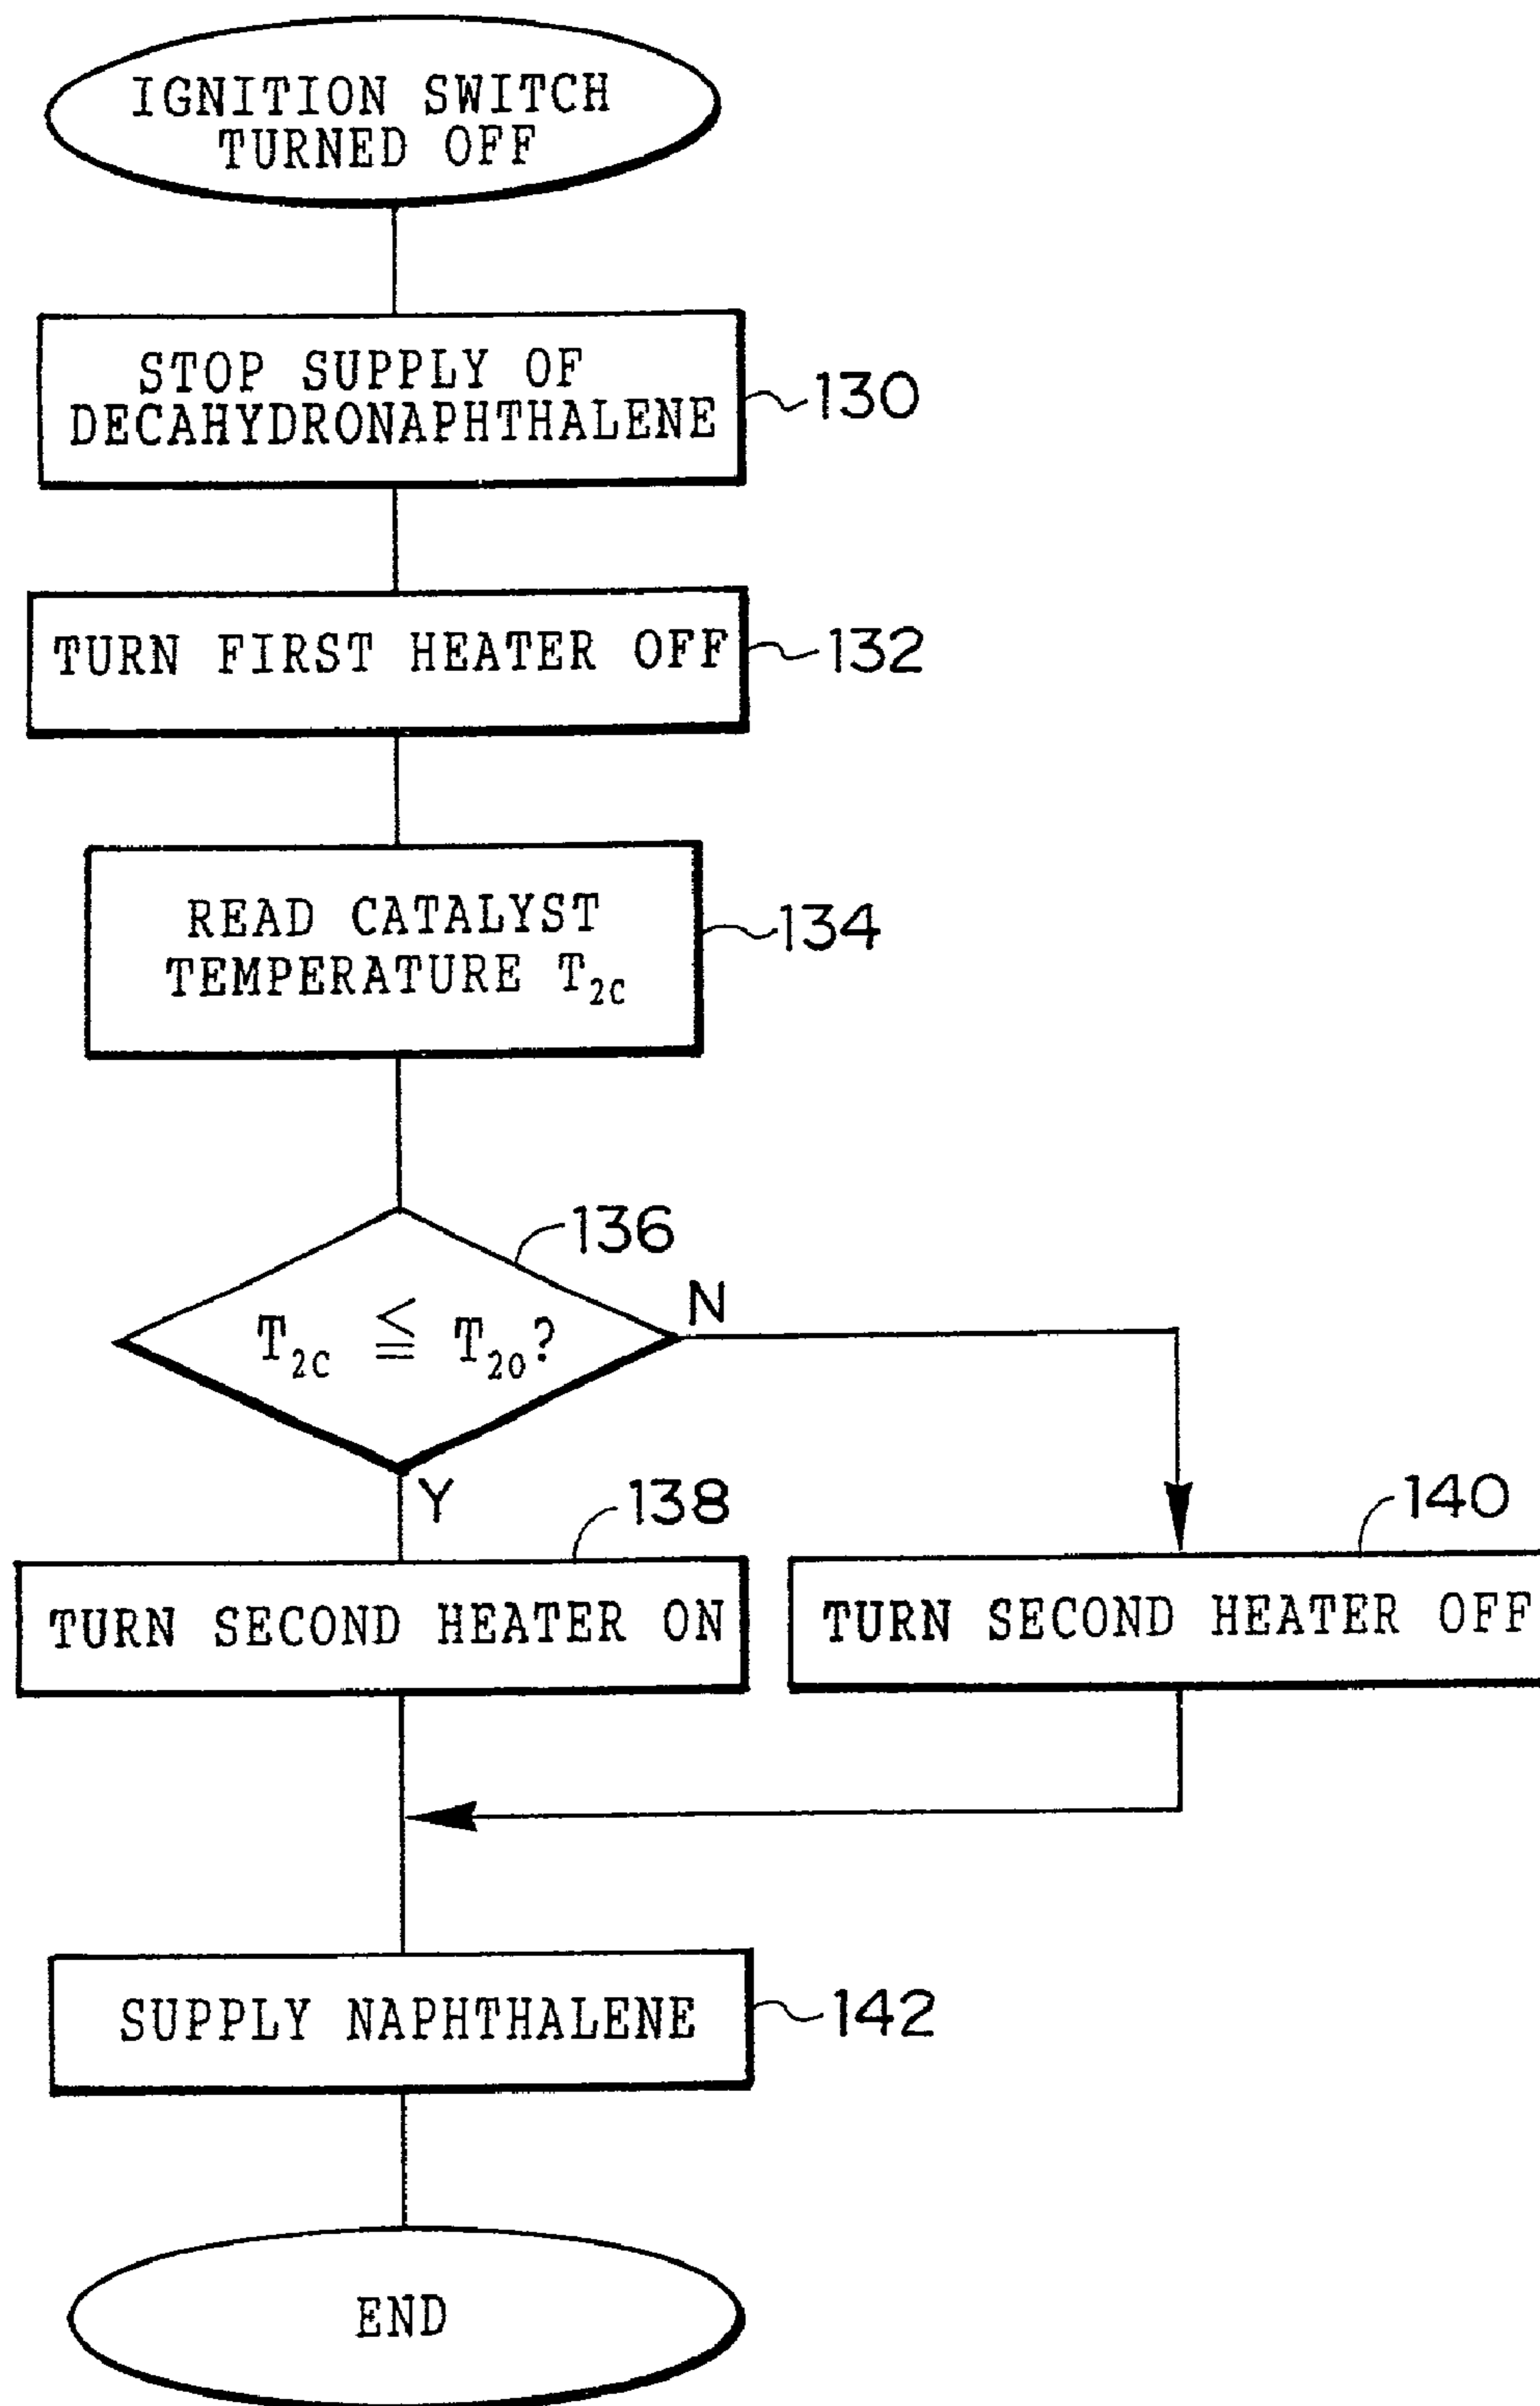 IGNITION SWITCH
TURNED OFF
STOP SUPPLY OF
DECAHYDRONAPHTHALENE
130
TURN FIRST HEATER OFF
132
READ CATALYST
TEMPERATURE T2C
134
136
T2C ≦ T20?
N
Y
138
140
TURN SECOND HEATER ON
TURN SECOND HEATER OFF
SUPPLY NAPHTHALENE
142
END